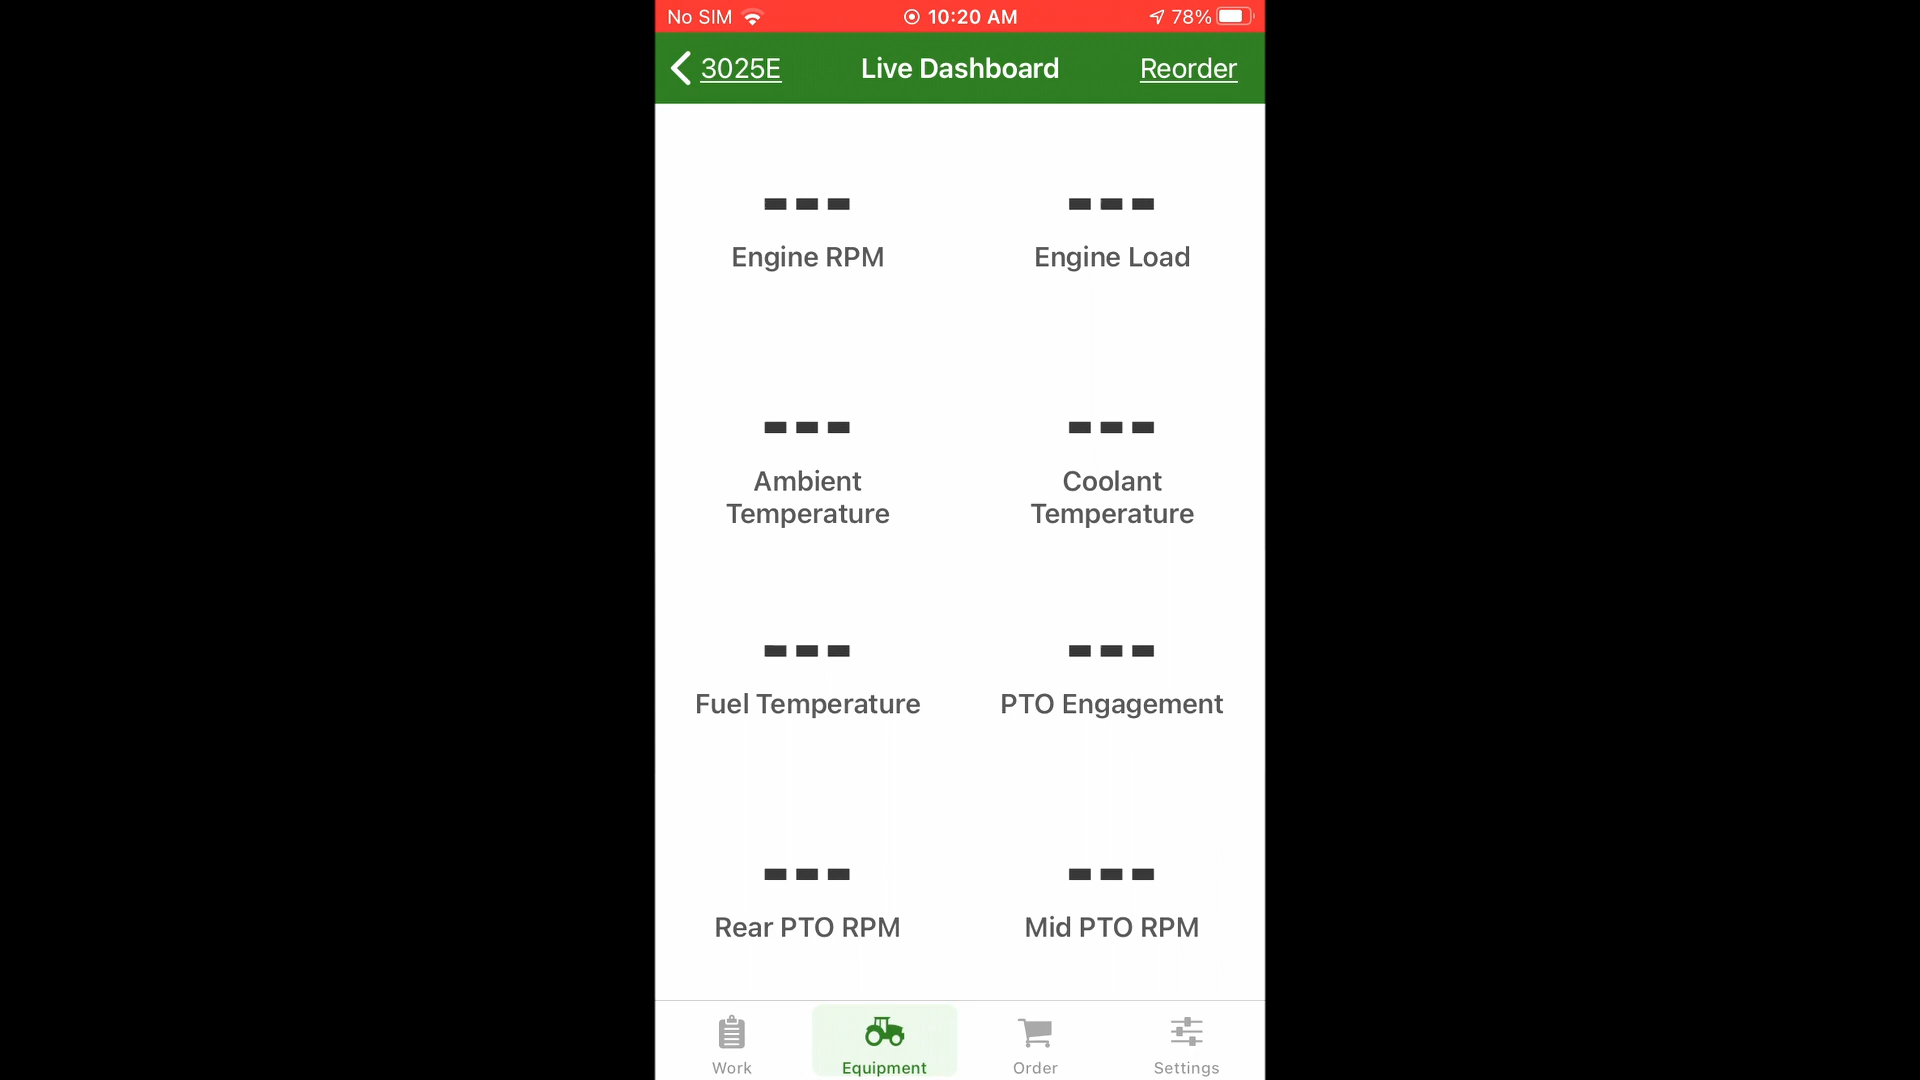 No SIM 10:20 AM 78%
3025E Live Dashboard Reorder
--- ---
Engine RPM Engine Load
--- ---
Ambient Coolant
Temperature Temperature
--- ---
Fuel Temperature PTO Engagement
--- ---
Rear PTO RPM Mid PTO RPM
Work Equipment Order Settings